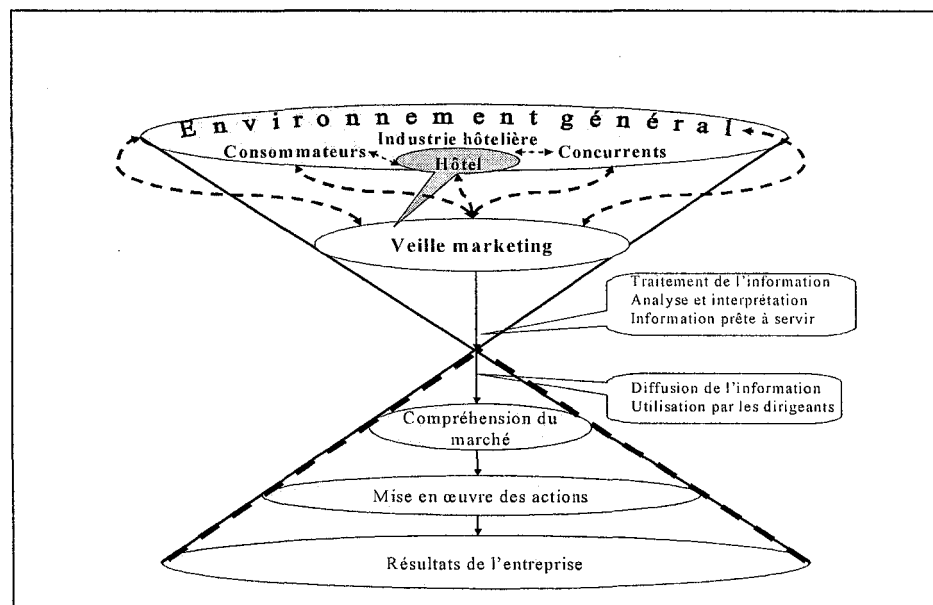 Environnement général
Industrie hôtelière
Consommateurs
Concurrents
Hôtel
Veille marketing
Traitement de l'information
Analyse et interprétation
Information prête à servir
Diffusion de l'information
Utilisation par les dirigeants
Compréhension du
marché
Mise en œuvre des actions
Résultats de l'entreprise